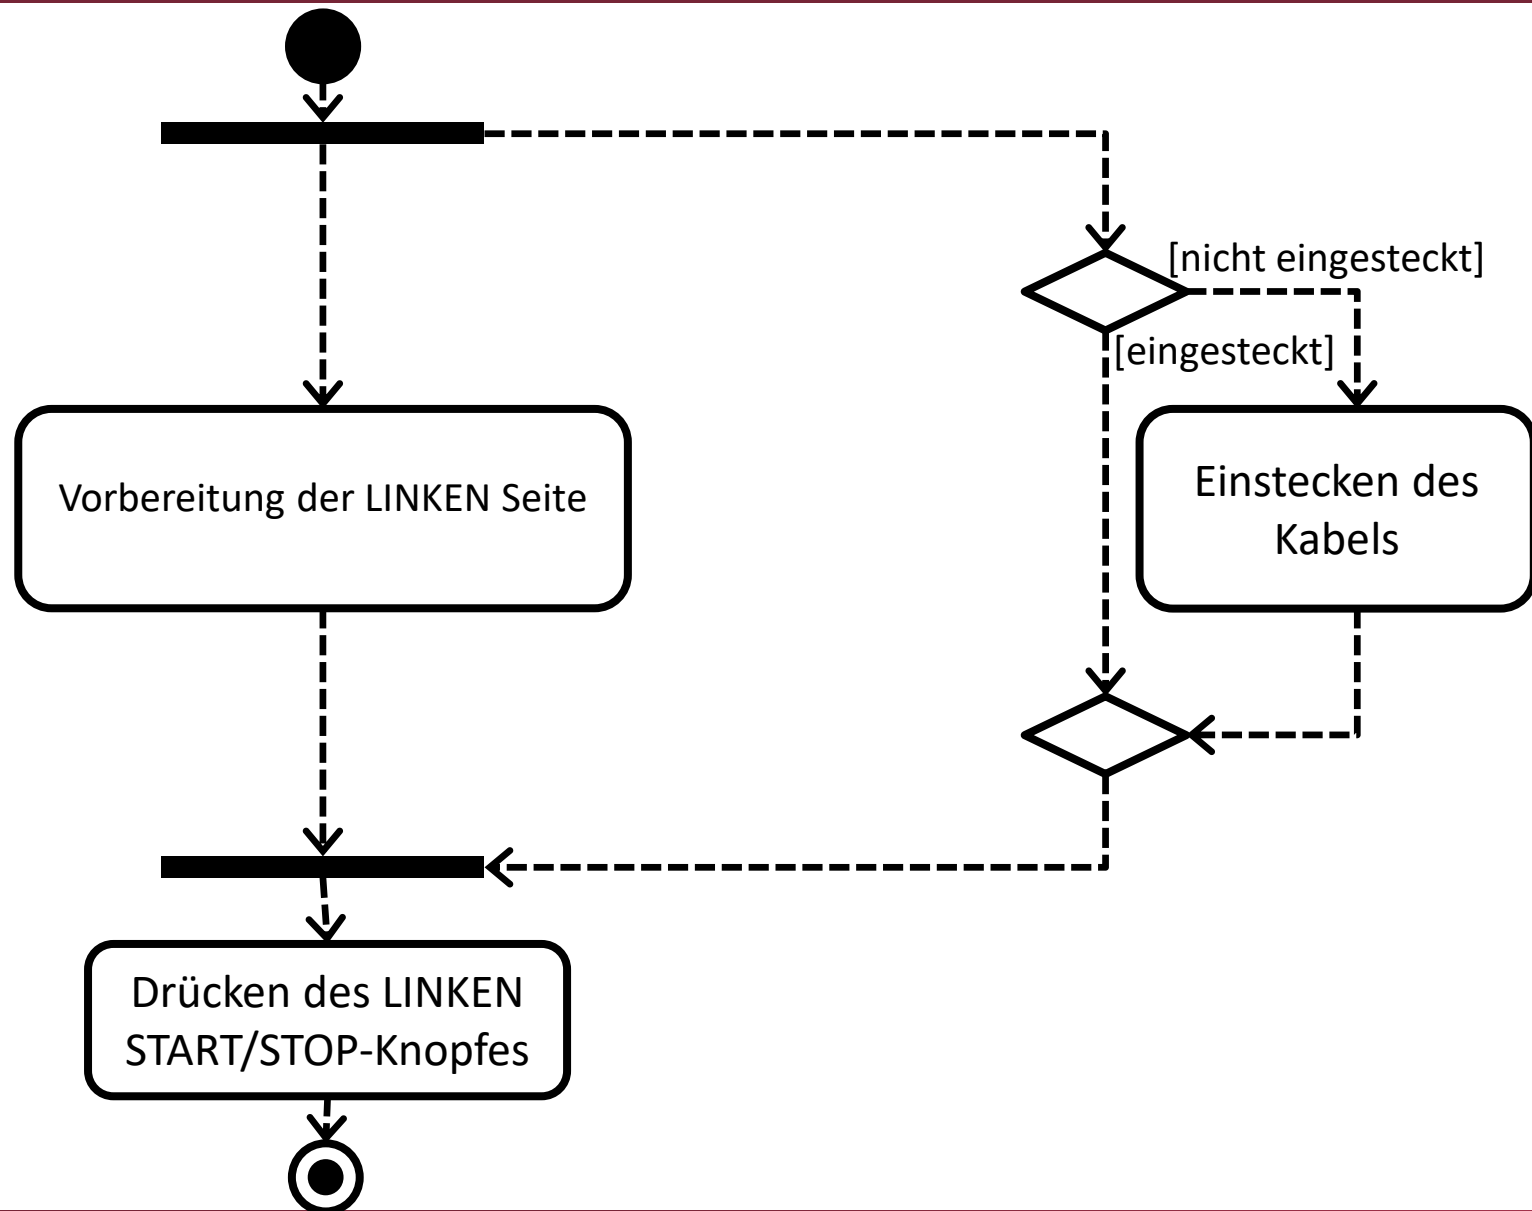 [nicht eingesteckt]
[eingesteckt]
Vorbereitung der LINKEN Seite
Einstecken des
Kabels
Drücken des LINKEN
START/STOP-Knopfes